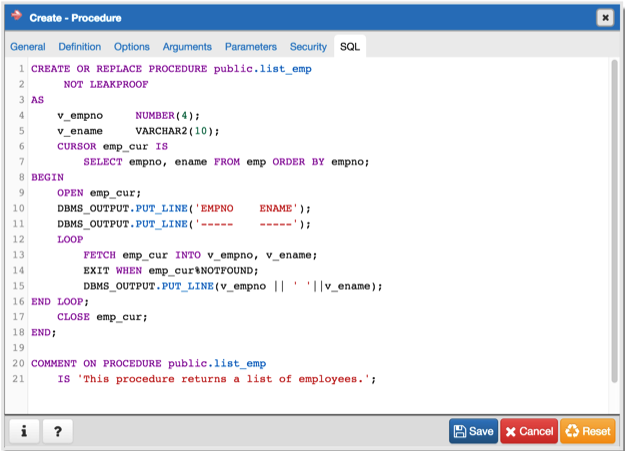 Create - Procedure
General Definition Options Arguments Parameters Security SQL
1 CREATE OR REPLACE PROCEDURE public.list_emp
2 NOT LEAKPROOF
3 AS
4 v_empno NUMBER(4);
5 v_ename VARCHAR2(10);
6 CURSOR emp_cur IS
7 SELECT empno, ename FROM emp ORDER BY empno;
8 BEGIN
9 OPEN emp_cur;
10 DBMS_OUTPUT.PUT_LINE('EMPNO    ENAME');
11 DBMS_OUTPUT.PUT_LINE('-----    -----');
12 LOOP
13 FETCH emp_cur INTO v_empno, v_ename;
14 EXIT WHEN emp_cur%NOTFOUND;
15 DBMS_OUTPUT.PUT_LINE(v_empno || ' '||v_ename);
16 END LOOP;
17 CLOSE emp_cur;
18 END;
19
20 COMMENT ON PROCEDURE public.list_emp
21 IS 'This procedure returns a list of employees.';
i ? Save Cancel Reset